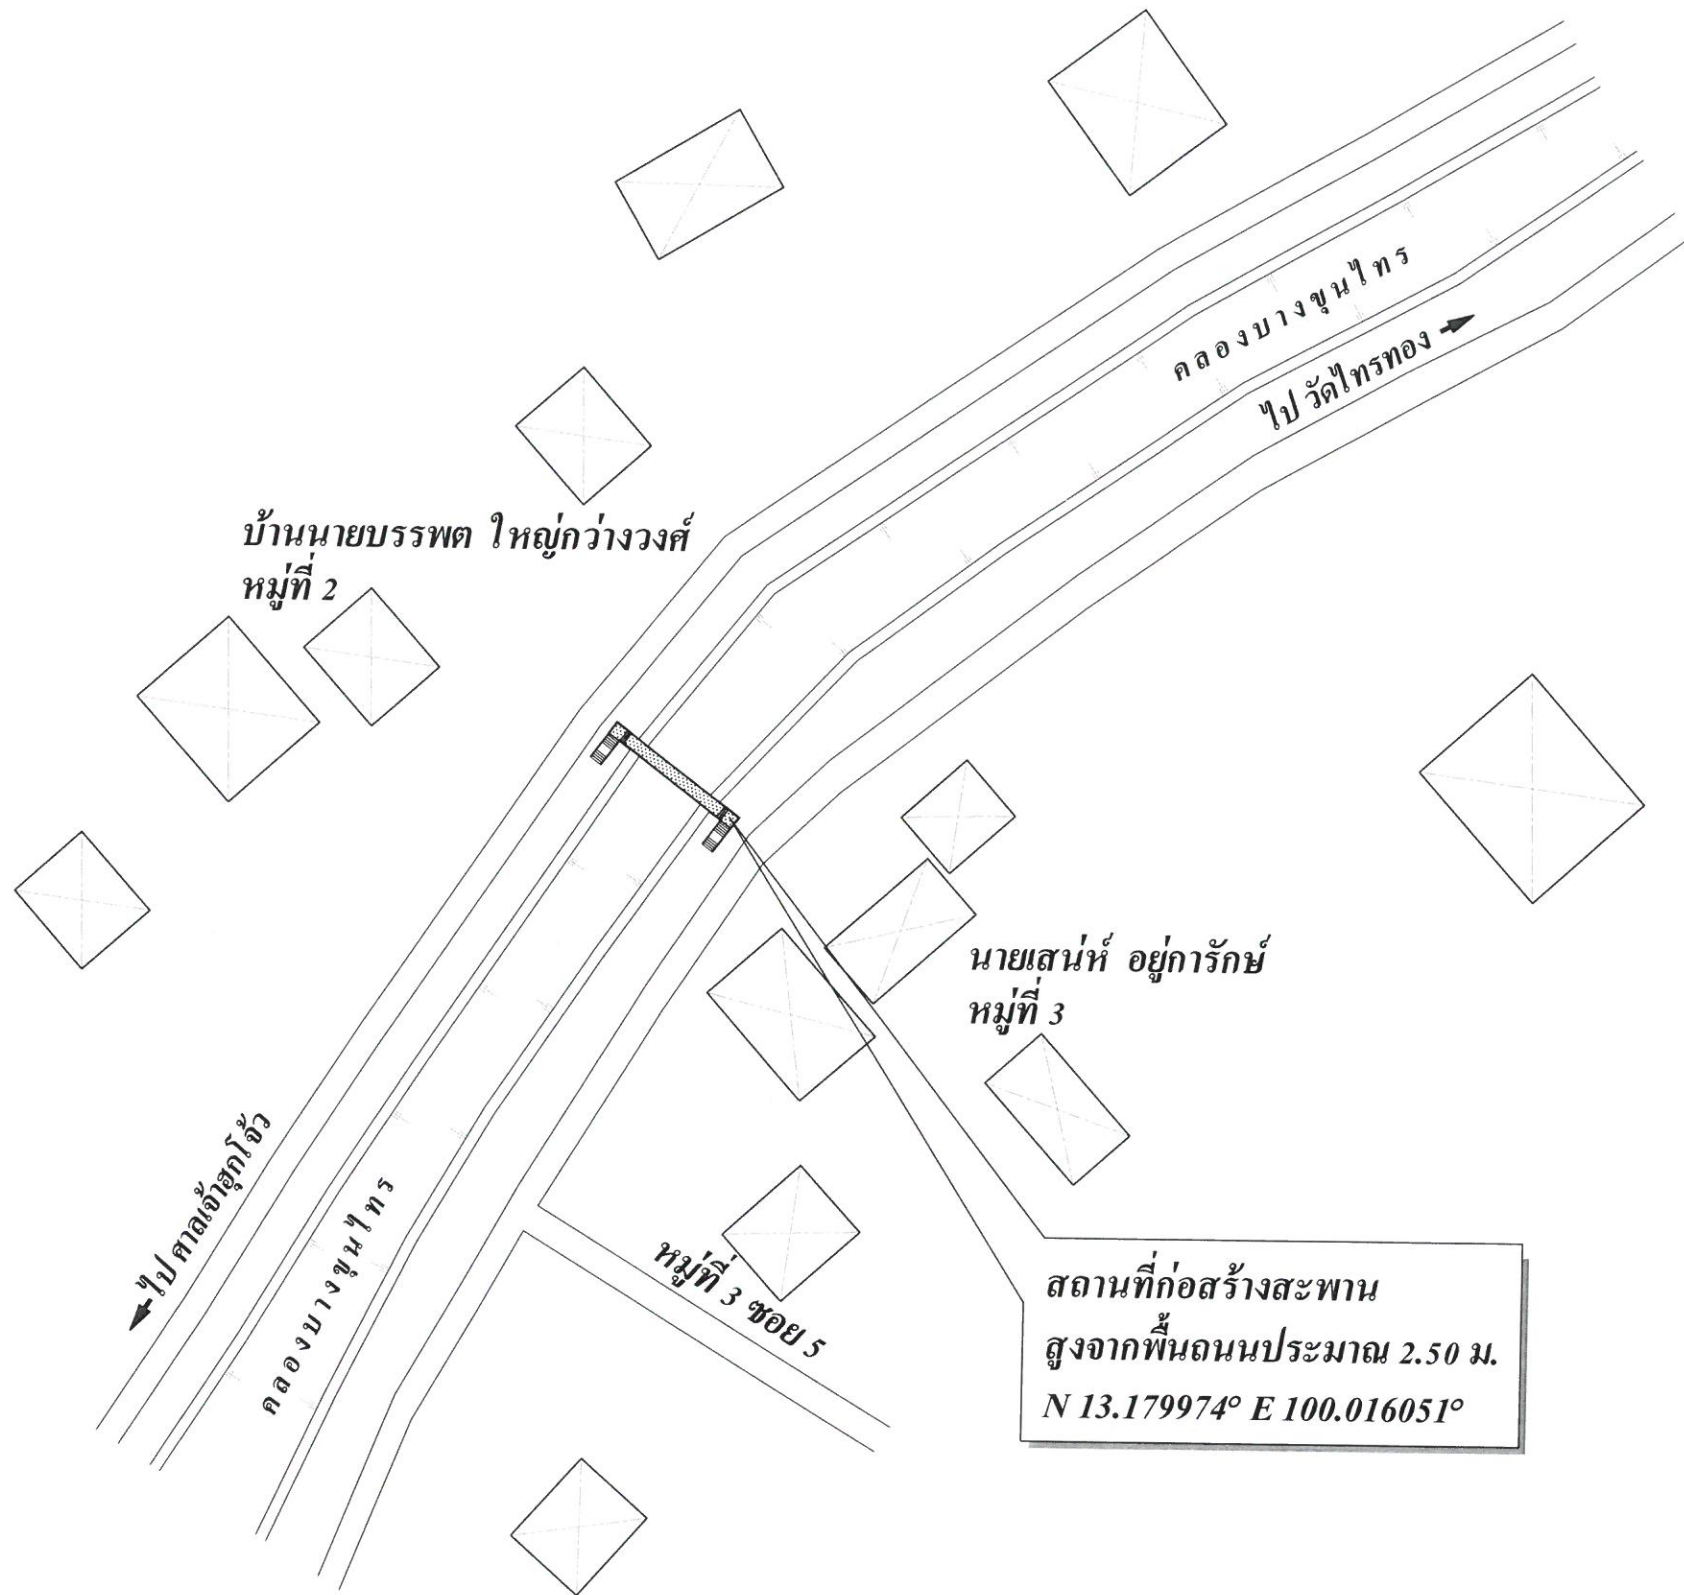 คลองบางขุนไทร
ไป วัดไทรทอง
บ้านนายบรรพต ใหญ่กว่างวงศ์
หมู่ที่ 2
นายเสน่ห์ อยู่การักษ์
หมู่ที่ 3
ไป ศาลเจ้าฮุกโจ้ว
คลองบางขุนไทร
หมู่ที่ 3 ซอย 5
สถานที่ก่อสร้างสะพาน
สูงจากพื้นถนนประมาณ 2.50 ม.
N 13.179974° E 100.016051°